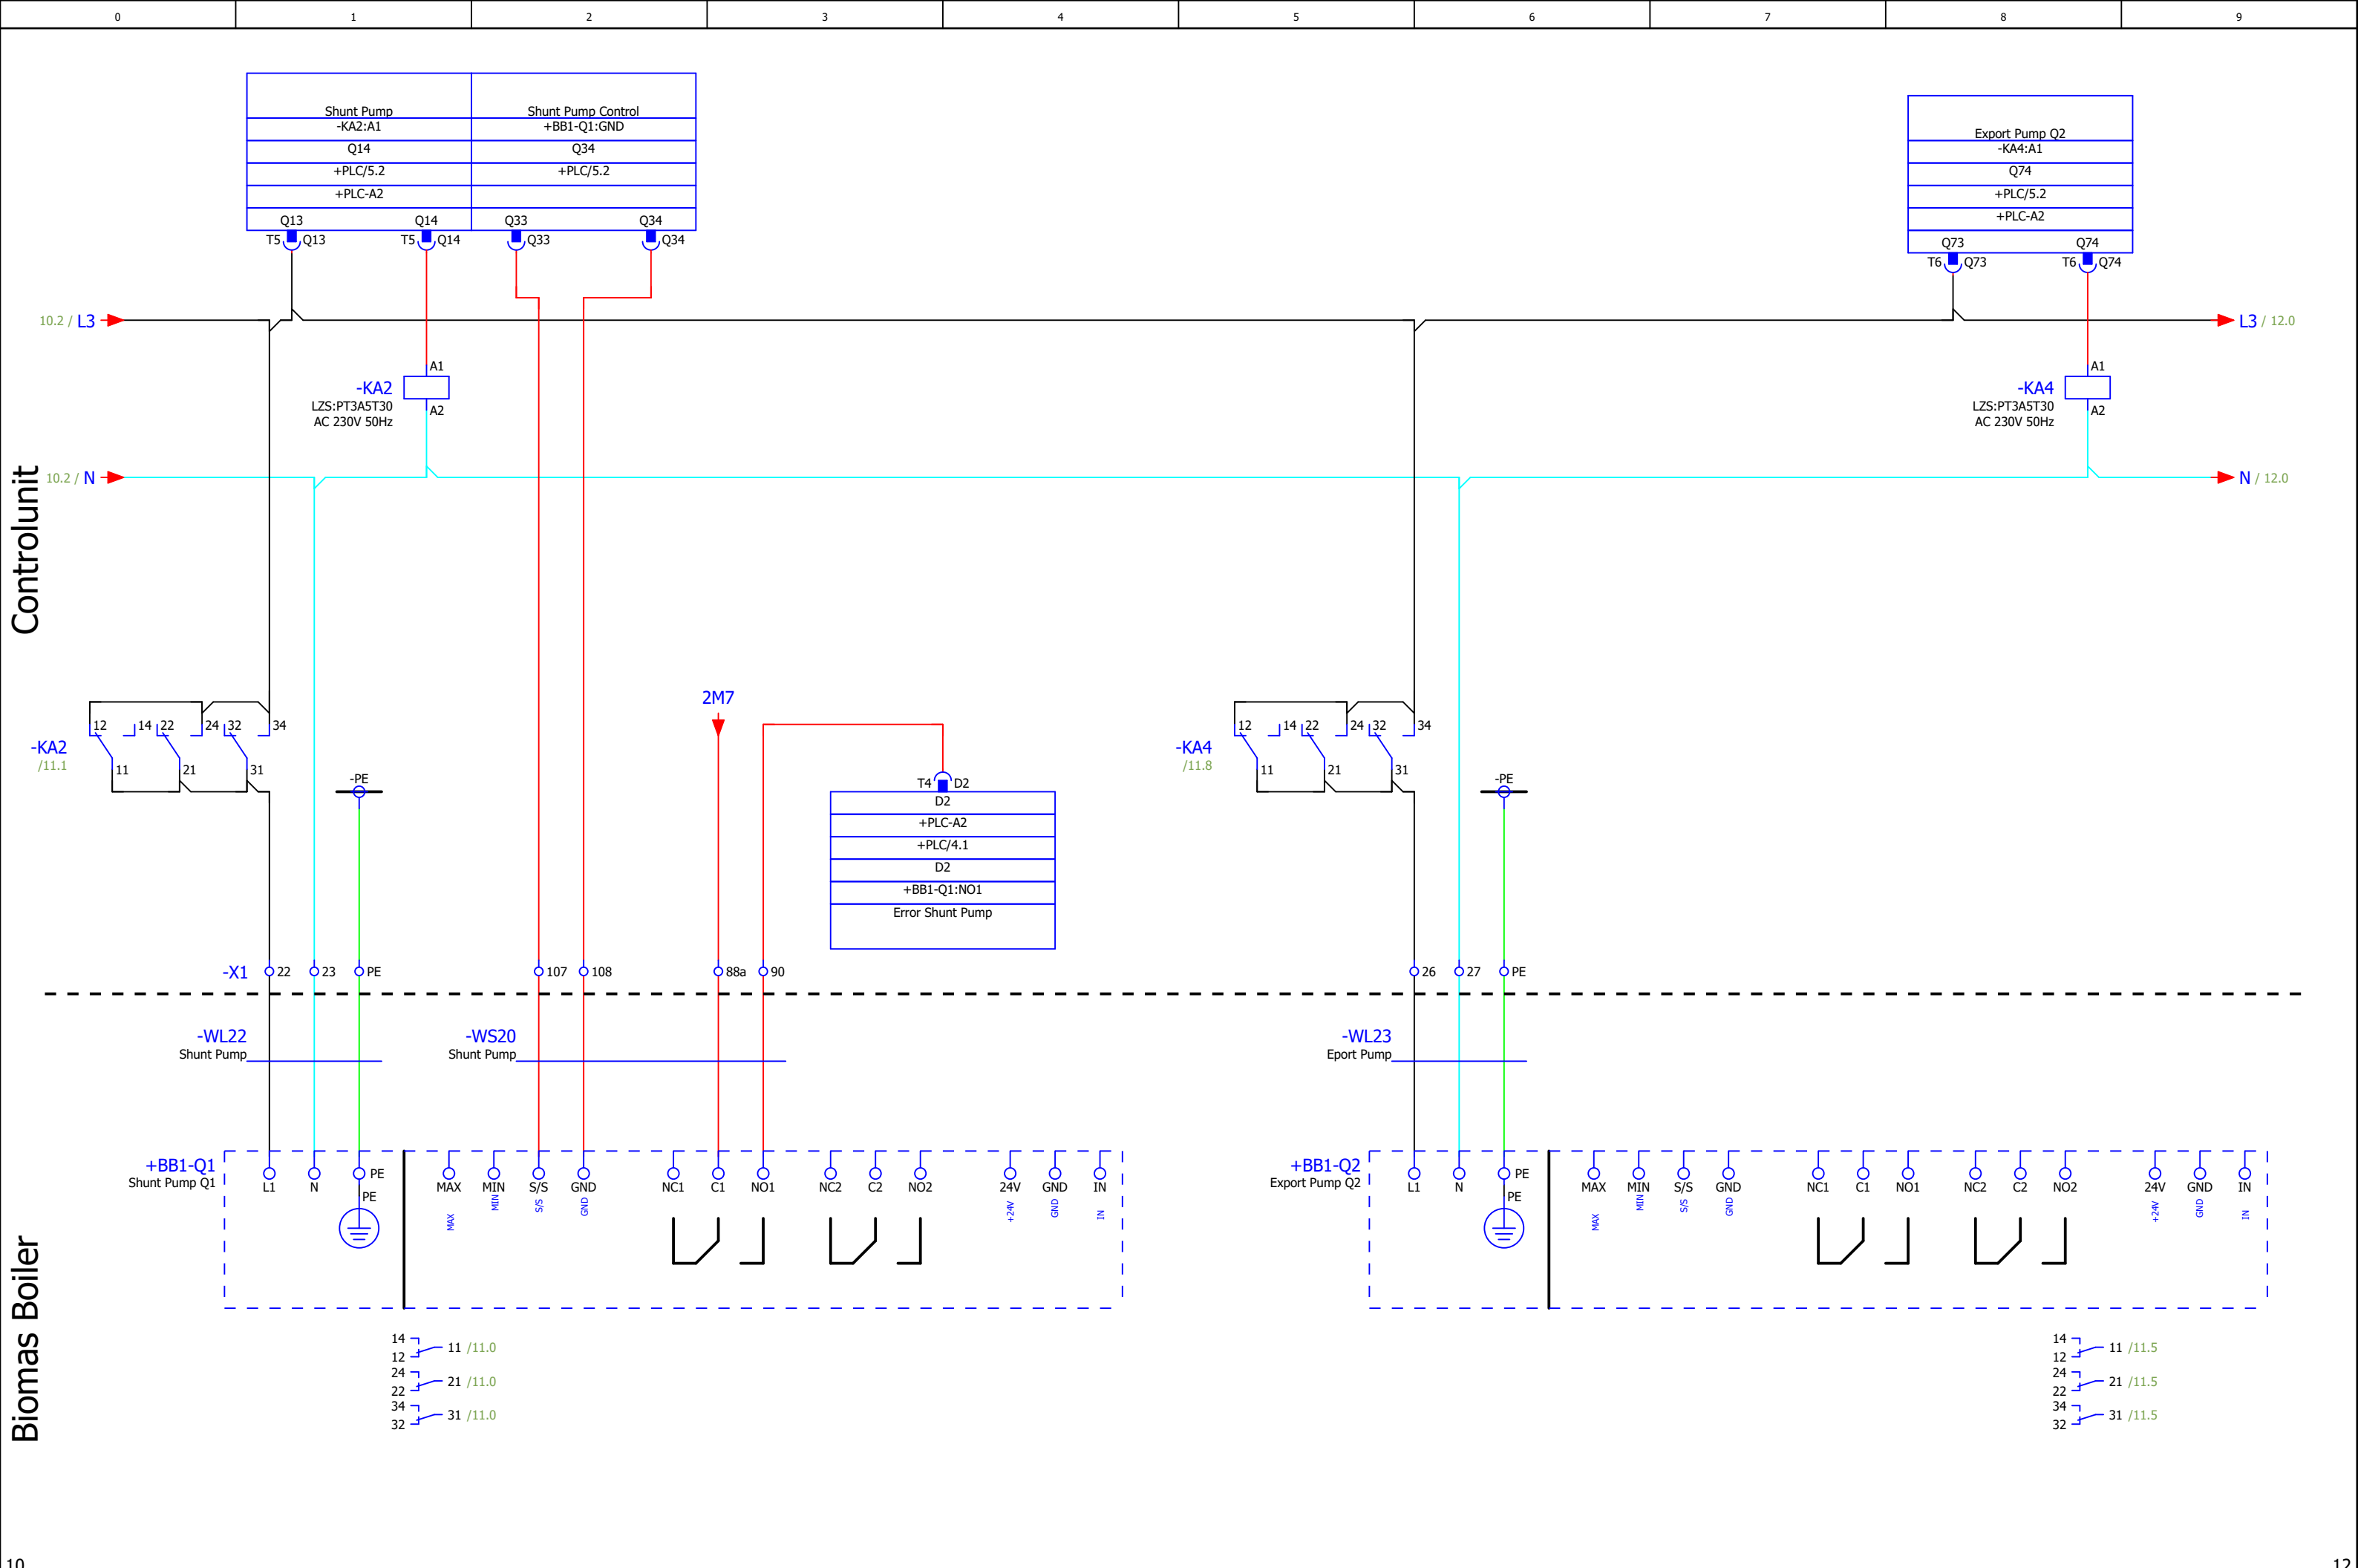 0 1 2 3 4 5 6 7 8 9
Shunt Pump
-KA2:A1
Q14
+PLC/5.2
+PLC-A2
Q13 Q14
T5 Q13 T5 Q14
Shunt Pump Control
+BB1-Q1:GND
Q34
+PLC/5.2
Q33 Q34
Q33 Q34
Export Pump Q2
-KA4:A1
Q74
+PLC/5.2
+PLC-A2
Q73 Q74
T6 Q73 T6 Q74
10.2 / L3
L3 / 12.0
-KA2
LZS:PT3A5T30
AC 230V 50Hz
A1
A2
-KA4
LZS:PT3A5T30
AC 230V 50Hz
A1
A2
10.2 / N
N / 12.0
Controlunit
-KA2
/11.1
12 14 22 24 32 34
11 21 31
-PE
2M7
T4 D2
D2
+PLC-A2
+PLC/4.1
D2
+BB1-Q1:NO1
Error Shunt Pump
-KA4
/11.8
12 14 22 24 32 34
11 21 31
-PE
-X1 22 23 PE 107 108 88a 90 26 27 PE
-WL22
Shunt Pump
-WS20
Shunt Pump
-WL23
Eport Pump
Biomas Boiler
+BB1-Q1
Shunt Pump Q1
PE
L1 N PE MAX MIN S/S GND NC1 C1 NO1 NC2 C2 NO2 24V GND IN
MAX MIN S/S GND +24V GND IN
+BB1-Q2
Export Pump Q2
PE
L1 N PE MAX MIN S/S GND NC1 C1 NO1 NC2 C2 NO2 24V GND IN
MAX MIN S/S GND +24V GND IN
14
12 11 /11.0
24
22 21 /11.0
34
32 31 /11.0
14
12 11 /11.5
24
22 21 /11.5
34
32 31 /11.5
10
12